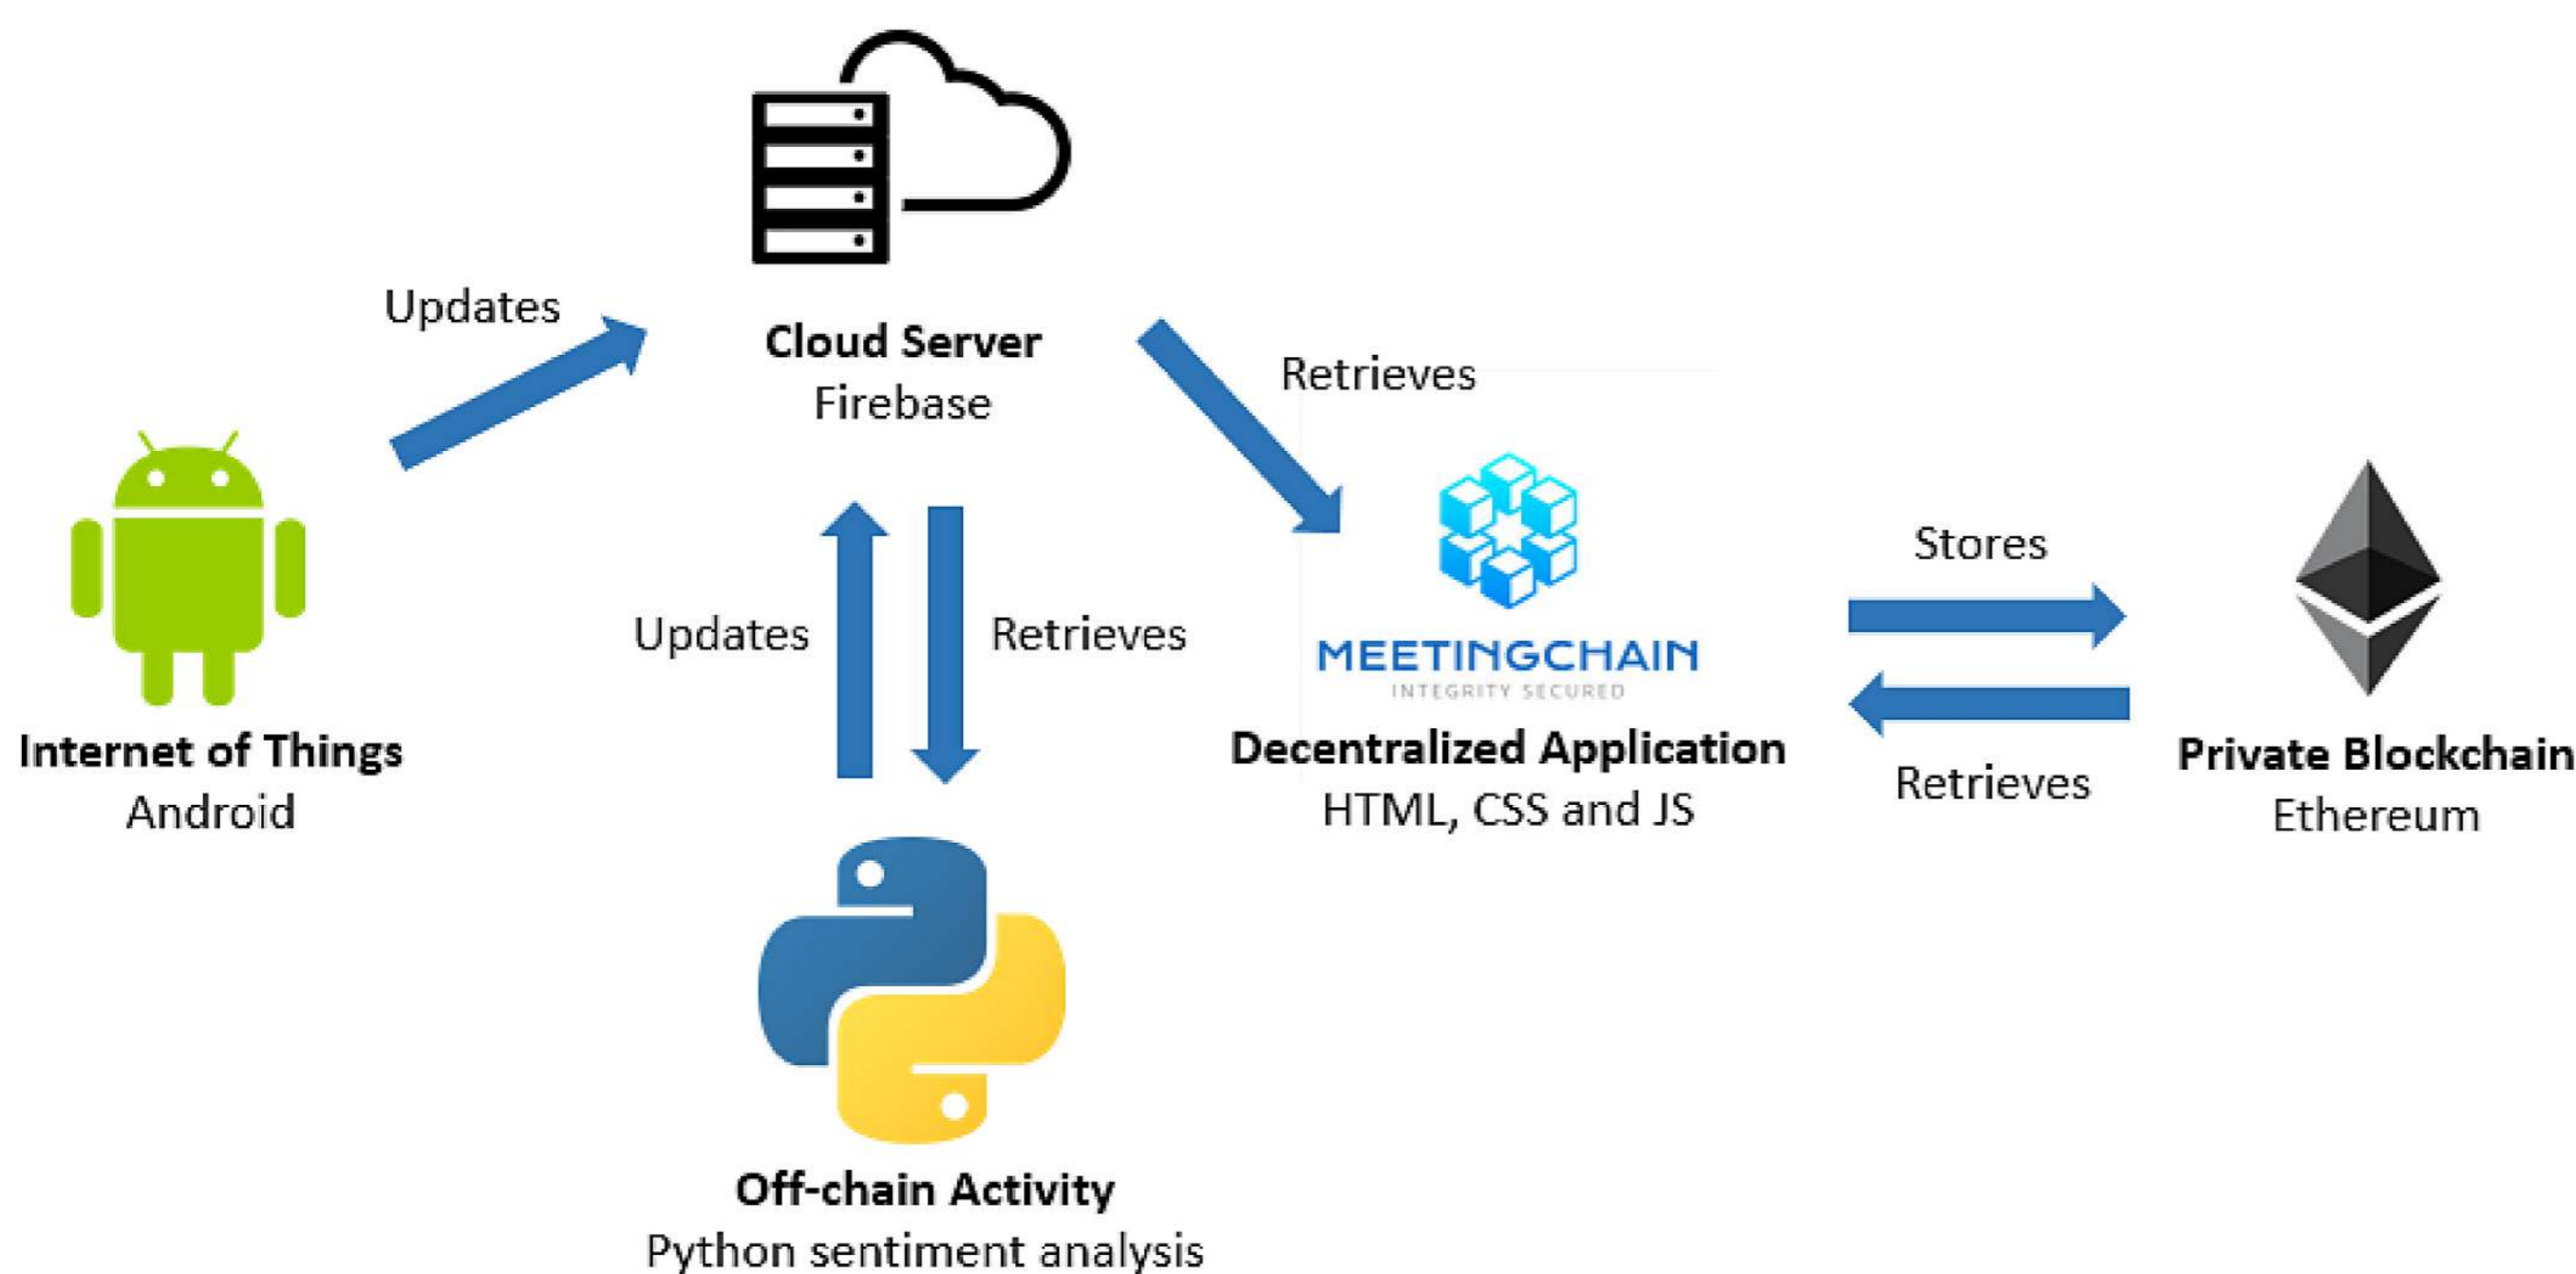 Updates
Cloud Server
Firebase
Retrieves
Internet of Things
Android
Updates
Retrieves
MEETINGCHAIN
INTEGRITY SECURED
Decentralized Application
HTML, CSS and JS
Stores
Retrieves
Private Blockchain
Ethereum
Off-chain Activity
Python sentiment analysis